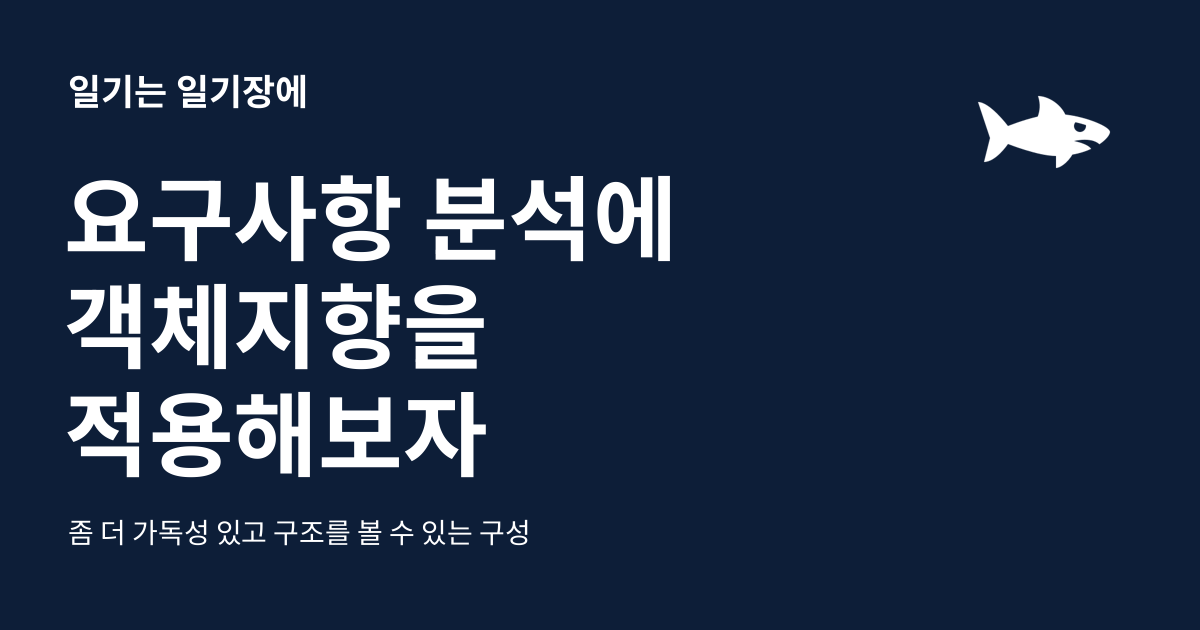 일기는 일기장에
요구사항 분석에
객체지향을
적용해보자
좀 더 가독성 있고 구조를 볼 수 있는 구성